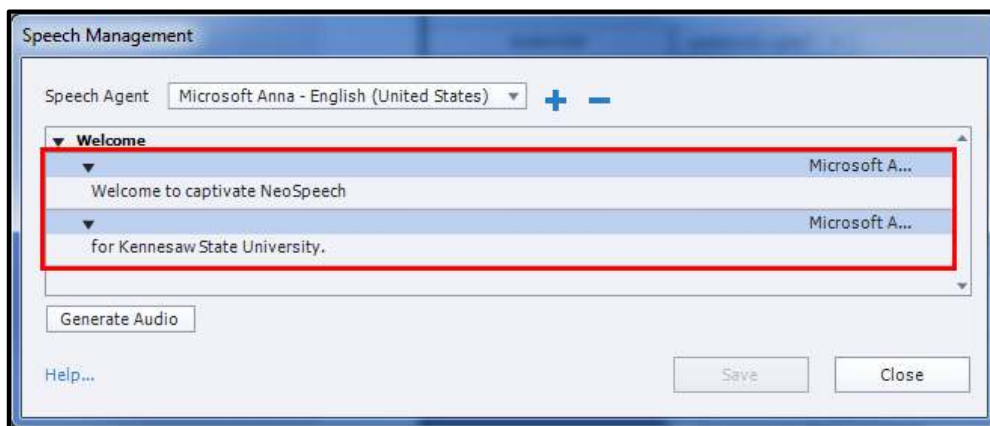 Speech Management
Speech Agent Microsoft Anna - English (United States)
Welcome
Microsoft A...
Welcome to captivate NeoSpeech
Microsoft A...
for Kennesaw State University.
Generate Audio
Help... Save Close